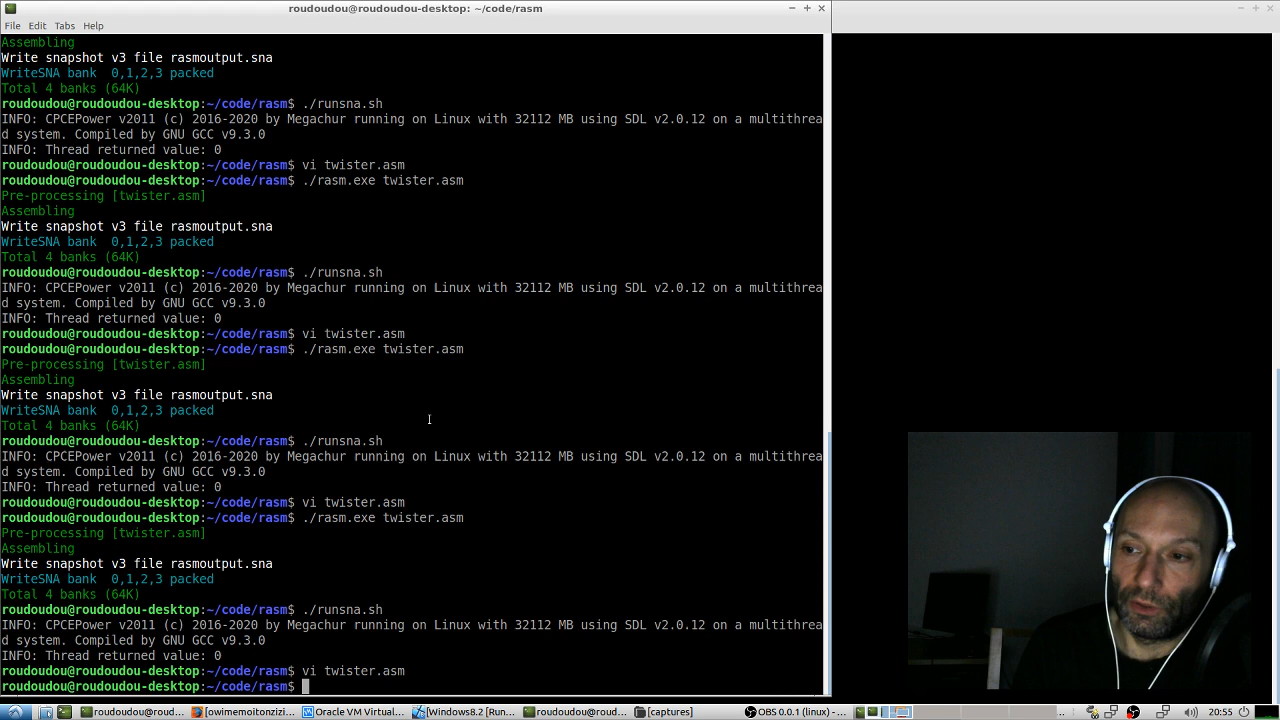 roudoudou@roudoudou-desktop: ~/code/rasm
File Edit Tabs Help
Assembling
Write snapshot v3 file rasmoutput.sna
WriteSNA bank  0,1,2,3 packed
Total 4 banks (64K)
roudoudou@roudoudou-desktop:~/code/rasm$ ./runsna.sh
INFO: CPCEPower v2011 (c) 2016-2020 by Megachur running on Linux with 32112 MB using SDL v2.0.12 on a multithrea
d system. Compiled by GNU GCC v9.3.0
INFO: Thread returned value: 0
roudoudou@roudoudou-desktop:~/code/rasm$ vi twister.asm
roudoudou@roudoudou-desktop:~/code/rasm$ ./rasm.exe twister.asm
Pre-processing [twister.asm]
Assembling
Write snapshot v3 file rasmoutput.sna
WriteSNA bank  0,1,2,3 packed
Total 4 banks (64K)
roudoudou@roudoudou-desktop:~/code/rasm$ ./runsna.sh
INFO: CPCEPower v2011 (c) 2016-2020 by Megachur running on Linux with 32112 MB using SDL v2.0.12 on a multithrea
d system. Compiled by GNU GCC v9.3.0
INFO: Thread returned value: 0
roudoudou@roudoudou-desktop:~/code/rasm$ vi twister.asm
roudoudou@roudoudou-desktop:~/code/rasm$ ./rasm.exe twister.asm
Pre-processing [twister.asm]
Assembling
Write snapshot v3 file rasmoutput.sna
WriteSNA bank  0,1,2,3 packed
Total 4 banks (64K)
roudoudou@roudoudou-desktop:~/code/rasm$ ./runsna.sh
INFO: CPCEPower v2011 (c) 2016-2020 by Megachur running on Linux with 32112 MB using SDL v2.0.12 on a multithrea
d system. Compiled by GNU GCC v9.3.0
INFO: Thread returned value: 0
roudoudou@roudoudou-desktop:~/code/rasm$ vi twister.asm
roudoudou@roudoudou-desktop:~/code/rasm$ ./rasm.exe twister.asm
Pre-processing [twister.asm]
Assembling
Write snapshot v3 file rasmoutput.sna
WriteSNA bank  0,1,2,3 packed
Total 4 banks (64K)
roudoudou@roudoudou-desktop:~/code/rasm$ ./runsna.sh
INFO: CPCEPower v2011 (c) 2016-2020 by Megachur running on Linux with 32112 MB using SDL v2.0.12 on a multithrea
d system. Compiled by GNU GCC v9.3.0
INFO: Thread returned value: 0
roudoudou@roudoudou-desktop:~/code/rasm$ vi twister.asm
roudoudou@roudoudou-desktop:~/code/rasm$
roudoudou@roud... [owimemoitonzizi... Oracle VM Virtual... [Windows8.2 [Run... roudoudou@roud... [captures] OBS 0.0.1 (linux) -... 20:55